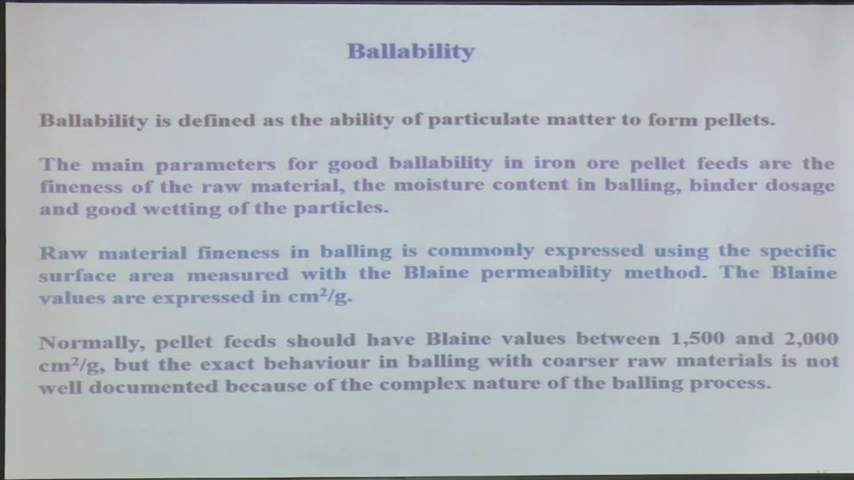 Ballability
Ballability is defined as the ability of particulate matter to form pellets.
The main parameters for good ballability in iron ore pellet feeds are the
fineness of the raw material, the moisture content in balling, binder dosage
and good wetting of the particles.
Raw material fineness in balling is commonly expressed using the specific
surface area measured with the Blaine permeability method. The Blaine
values are expressed in cm²/g.
Normally, pellet feeds should have Blaine values between 1,500 and 2,000
cm²/g, but the exact behaviour in balling with coarser raw materials is not
well documented because of the complex nature of the balling process.